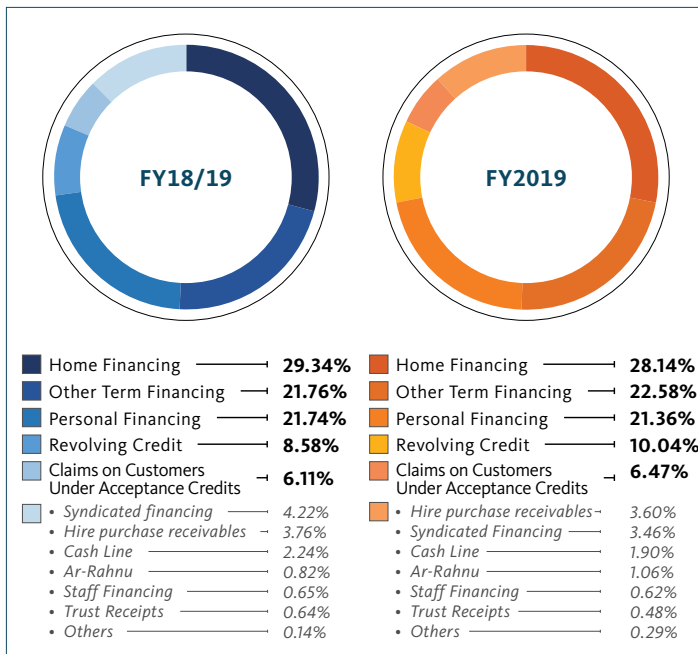 FY18/19
Home Financing 29.34%
Other Term Financing 21.76%
Personal Financing 21.74%
Revolving Credit 8.58%
Claims on Customers
Under Acceptance Credits 6.11%
• Syndicated financing 4.22%
• Hire purchase receivables 3.76%
• Cash Line 2.24%
• Ar-Rahnu 0.82%
• Staff Financing 0.65%
• Trust Receipts 0.64%
• Others 0.14%
FY2019
Home Financing 28.14%
Other Term Financing 22.58%
Personal Financing 21.36%
Revolving Credit 10.04%
Claims on Customers
Under Acceptance Credits 6.47%
• Hire purchase receivables 3.60%
• Syndicated Financing 3.46%
• Cash Line 1.90%
• Ar-Rahnu 1.06%
• Staff Financing 0.62%
• Trust Receipts 0.48%
• Others 0.29%